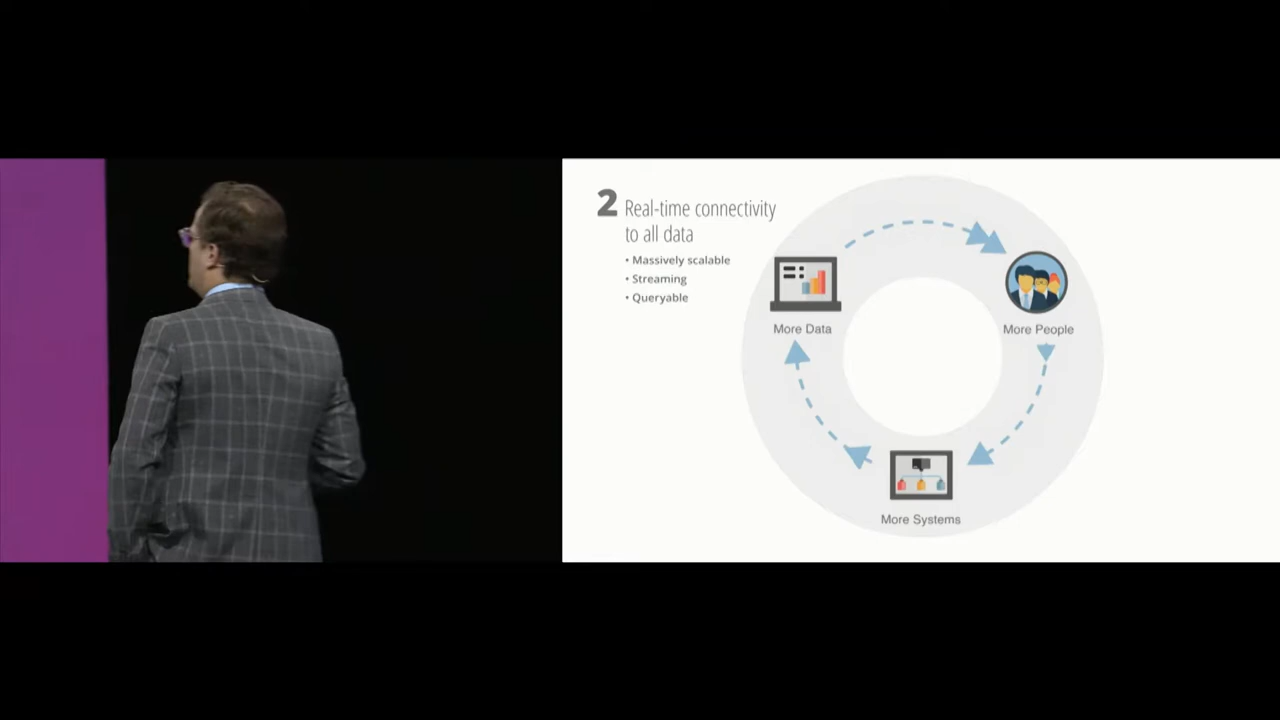 2 Real-time connectivity
to all data
• Massively scalable
• Streaming
• Queryable
More Data
More People
More Systems